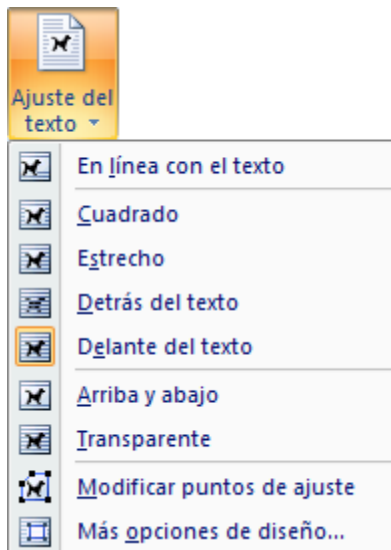 Ajuste del
texto
En línea con el texto
Cuadrado
Estrecho
Detrás del texto
Delante del texto
Arriba y abajo
Transparente
Modificar puntos de ajuste
Más opciones de diseño...